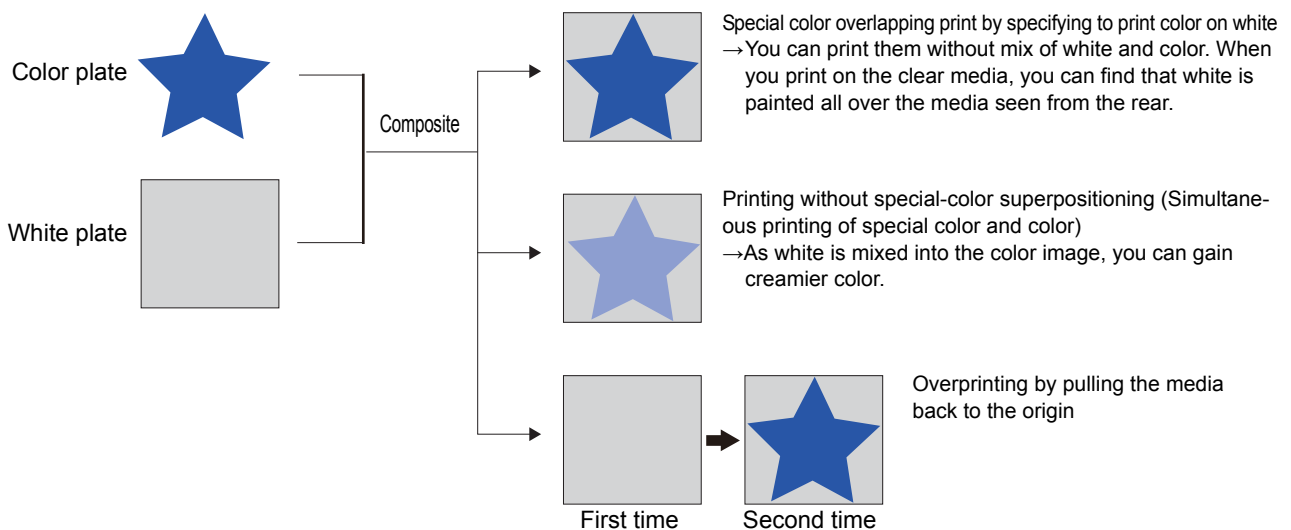 Color plate
White plate
Composite
Special color overlapping print by specifying to print color on white
→You can print them without mix of white and color. When
you print on the clear media, you can find that white is
painted all over the media seen from the rear.
Printing without special-color superpositioning (Simultane-
ous printing of special color and color)
→As white is mixed into the color image, you can gain
creamier color.
Overprinting by pulling the media
back to the origin
First time
Second time